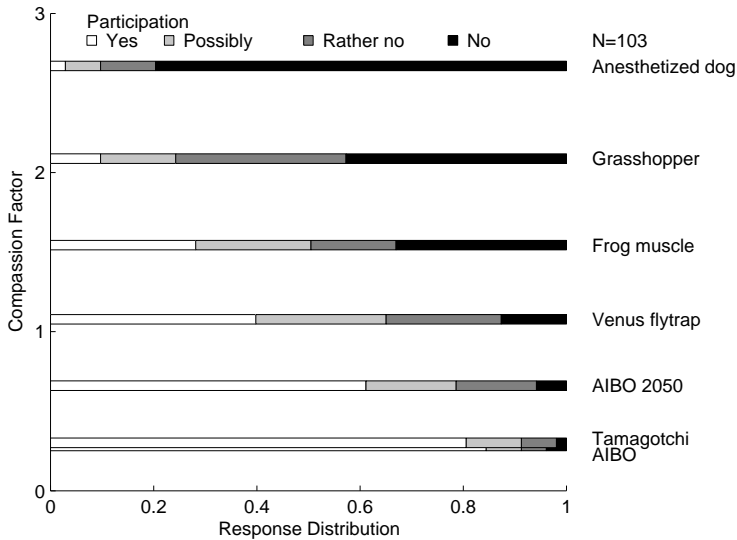 Participation
Yes Possibly Rather no No N=103
3
Anesthetized dog
Grasshopper
2
Frog muscle
Compassion Factor
Venus flytrap
1
AIBO 2050
Tamagotchi
AIBO
0
0 0.2 0.4 0.6 0.8 1
Response Distribution